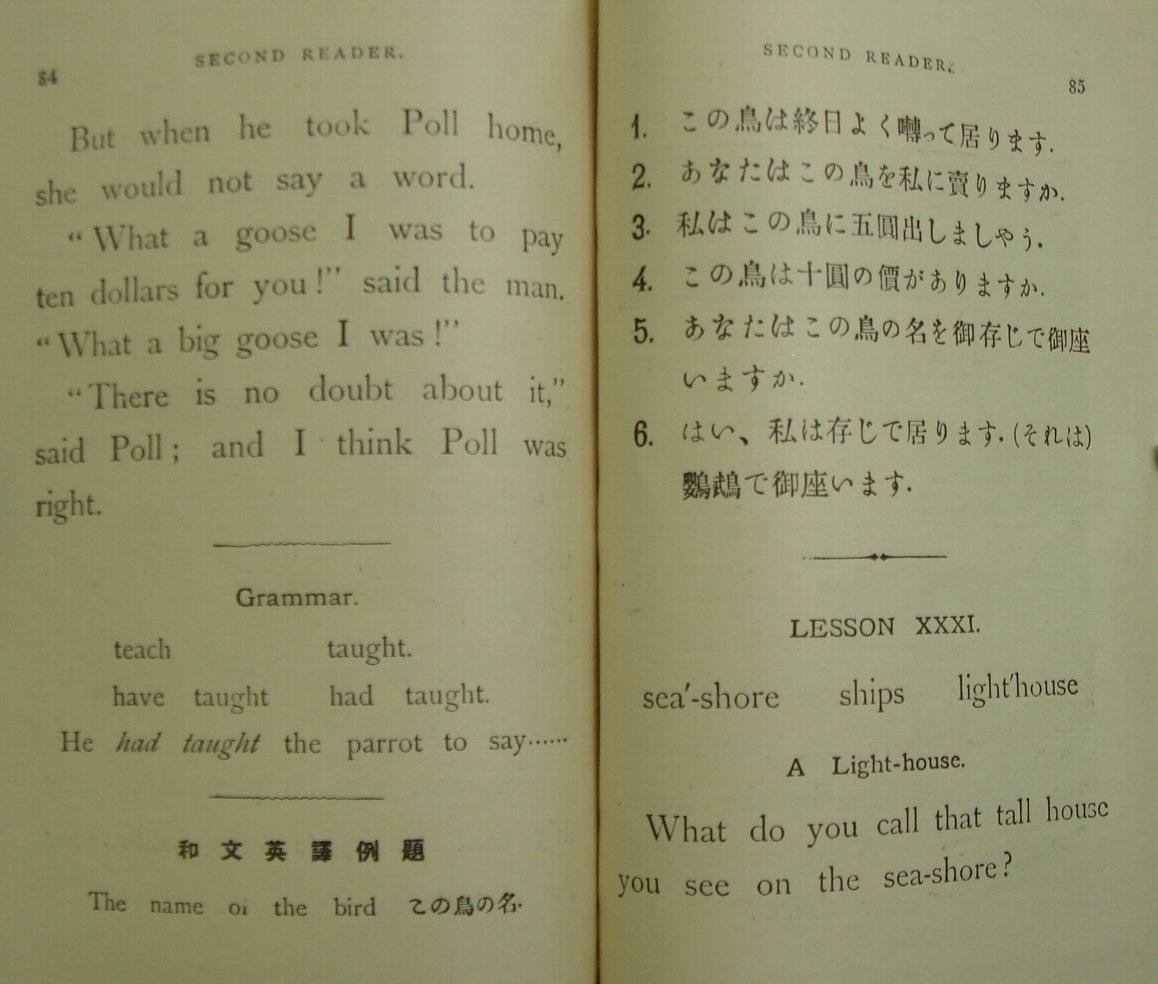 84
SECOND READER.
But when he took Poll home,
she would not say a word.
“What a goose I was to pay
ten dollars for you!” said the man.
“What a big goose I was!”
“There is no doubt about it,”
said Poll; and I think Poll was
right.
Grammar.
teach taught.
have taught had taught.
He had taught the parrot to say······
和文英譯例題
The name of the bird この鳥の名.
SECOND READER.
85
1. この鳥は終日よく囀って居ります.
2. あなたはこの鳥を私に賣りますか.
3. 私はこの鳥に五圓出しましやう.
4. この鳥は十圓の價がありますか.
5. あなたはこの鳥の名を御存じで御座
いますか.
6. はい、私は存じで居ります.(それは)
鸚鵡で御座います.
LESSON XXXI.
sea′-shore ships light′house
A Light-house.
What do you call that tall house
you see on the sea-shore?